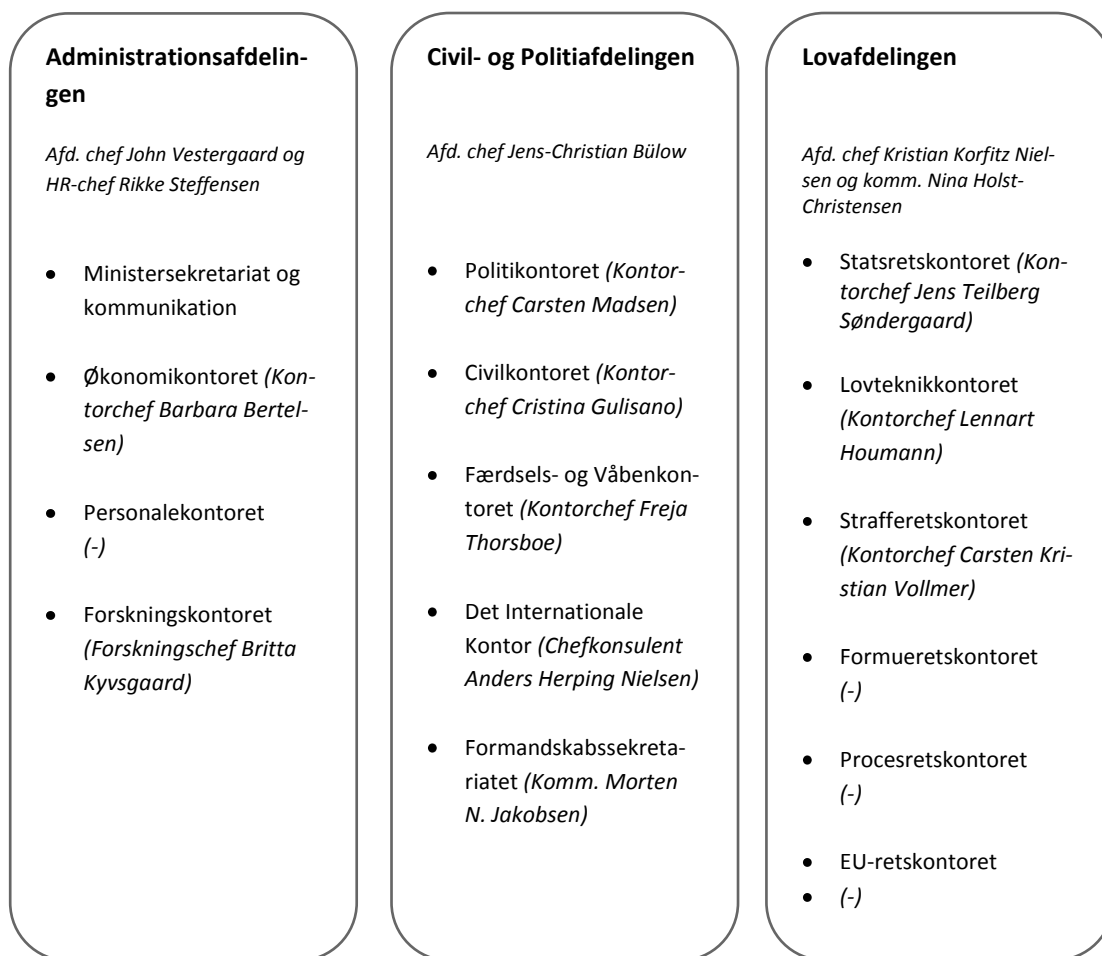 Administrationsafdelin-
gen
Afd. chef John Vestergaard og
HR-chef Rikke Steffensen
• Ministersekretariat og
kommunikation
• Økonomikontoret (Kon-
torchef Barbara Bertel-
sen)
• Personalekontoret
(-)
• Forskningskontoret
(Forskningschef Britta
Kyvsgaard)
Civil- og Politiafdelingen
Afd. chef Jens-Christian Bülow
• Politikontoret (Kontor-
chef Carsten Madsen)
• Civilkontoret (Kontor-
chef Cristina Gulisano)
• Færdsels- og Våbenkon-
toret (Kontorchef Freja
Thorsboe)
• Det Internationale
Kontor (Chefkonsulent
Anders Herping Nielsen)
• Formandskabssekreta-
riatet (Komm. Morten
N. Jakobsen)
Lovafdelingen
Afd. chef Kristian Korfitz Niel-
sen og komm. Nina Holst-
Christensen
• Statsretskontoret (Kon-
torchef Jens Teilberg
Søndergaard)
• Lovteknikkontoret
(Kontorchef Lennart
Houmann)
• Strafferetskontoret
(Kontorchef Carsten Kri-
stian Vollmer)
• Formueretskontoret
(-)
• Procesretskontoret
(-)
• EU-retskontoret
• (-)